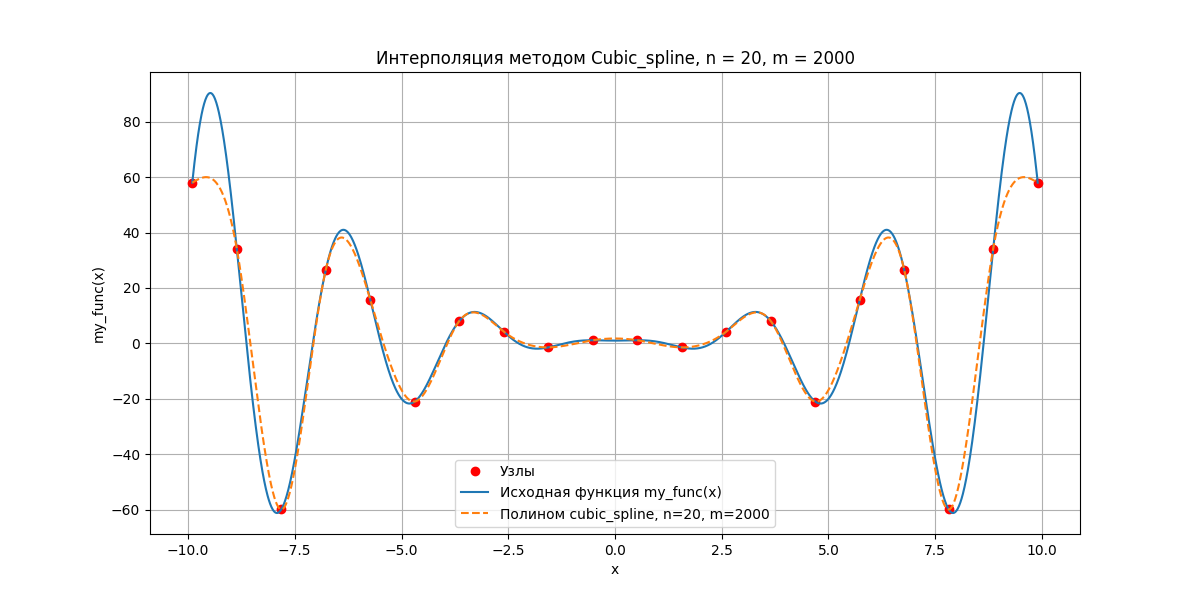 Интерполяция методом Cubic_spline, n = 20, m = 2000
my_func(x)
80
60
40
20
0
−20
−40
−60
Узлы
Исходная функция my_func(x)
Полином cubic_spline, n=20, m=2000
−10.0 −7.5 −5.0 −2.5 0.0 2.5 5.0 7.5 10.0
x